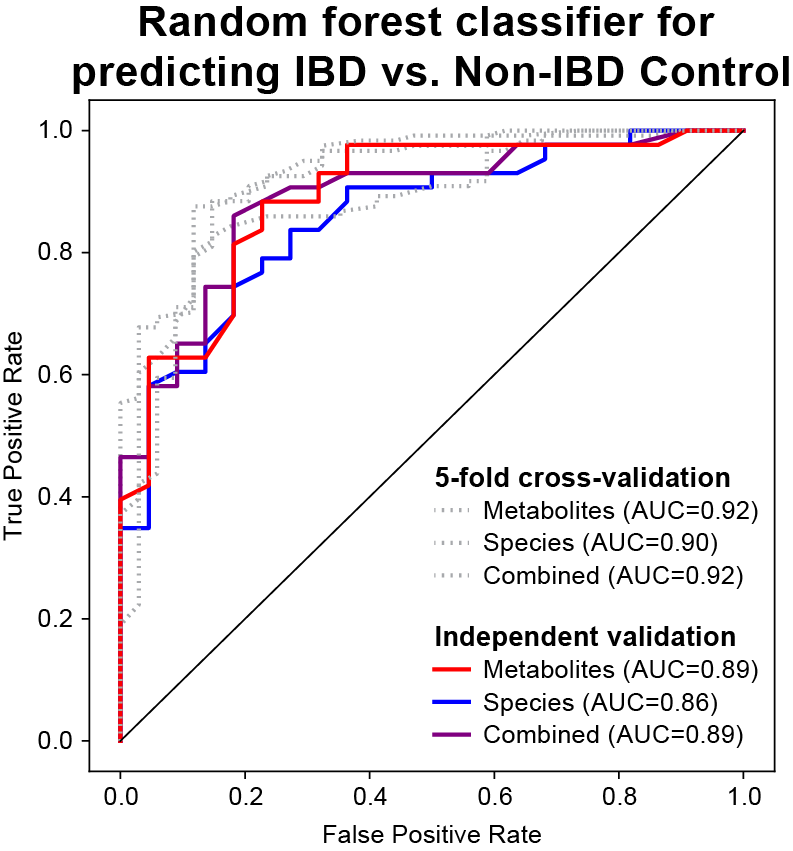 Random forest classifier for
predicting IBD vs. Non-IBD Control
1.0
0.8
0.6
0.4
0.2
0.0
True Positive Rate
5-fold cross-validation
Metabolites (AUC=0.92)
Species (AUC=0.90)
Combined (AUC=0.92)
Independent validation
Metabolites (AUC=0.89)
Species (AUC=0.86)
Combined (AUC=0.89)
0.0 0.2 0.4 0.6 0.8 1.0
False Positive Rate